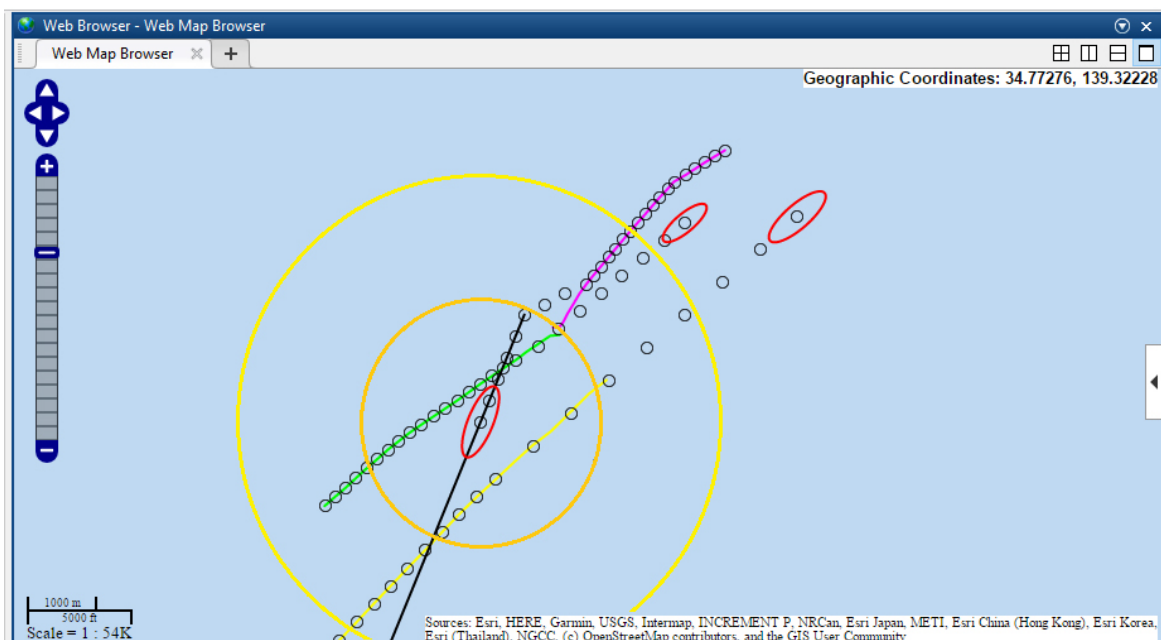 Web Browser - Web Map Browser
Web Map Browser
Geographic Coordinates: 34.77276, 139.32228
1000 m
5000 ft
Scale = 1 : 54K
Sources: Esri, HERE, Garmin, USGS, Intermap, INCREMENT P, NRCan, Esri Japan, METI, Esri China (Hong Kong), Esri Korea,
Esri (Thailand), NGCC, (c) OpenStreetMap contributors, and the GIS User Community